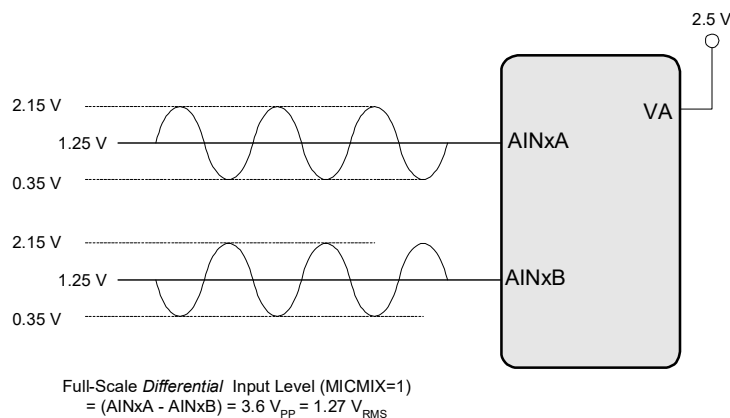 2.5 V
2.15 V
VA
1.25 V
AINxA
0.35 V
2.15 V
1.25 V
AINxB
0.35 V
Full-Scale Differential Input Level (MICMIX=1)
= (AINxA - AINxB) = 3.6 VPP = 1.27 VRMS